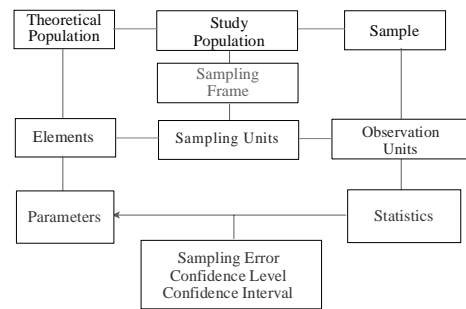 Theoretical
Population
Study
Population
Sample
Sampling
Frame
Elements
Sampling Units
Observation
Units
Parameters
Statistics
Sampling Error
Confidence Level
Confidence Interval